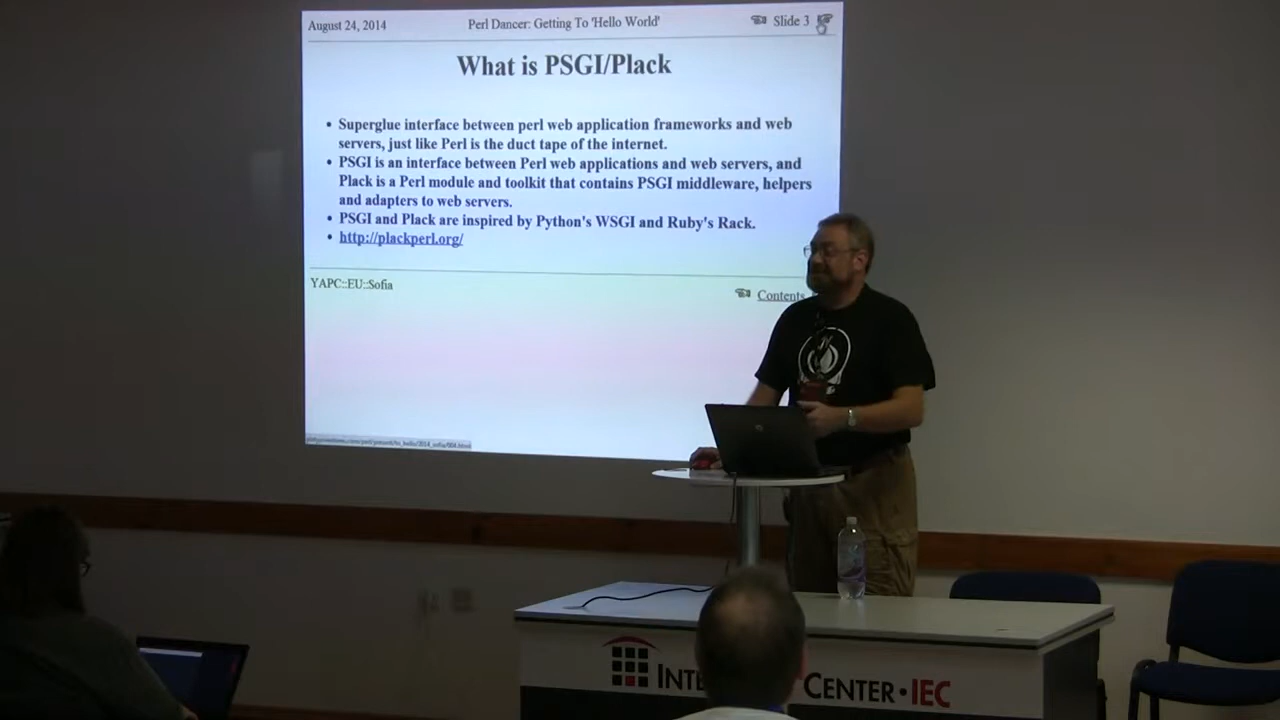 August 24, 2014 Perl Dancer: Getting To 'Hello World' Slide 3
What is PSGI/Plack
• Superglue interface between perl web application frameworks and web
servers, just like Perl is the duct tape of the internet.
• PSGI is an interface between Perl web applications and web servers, and
Plack is a Perl module and toolkit that contains PSGI middleware, helpers
and adapters to web servers.
• PSGI and Plack are inspired by Python's WSGI and Ruby's Rack.
• http://plackperl.org/
YAPC::EU::Sofia
Contents
INTE CENTER·IEC